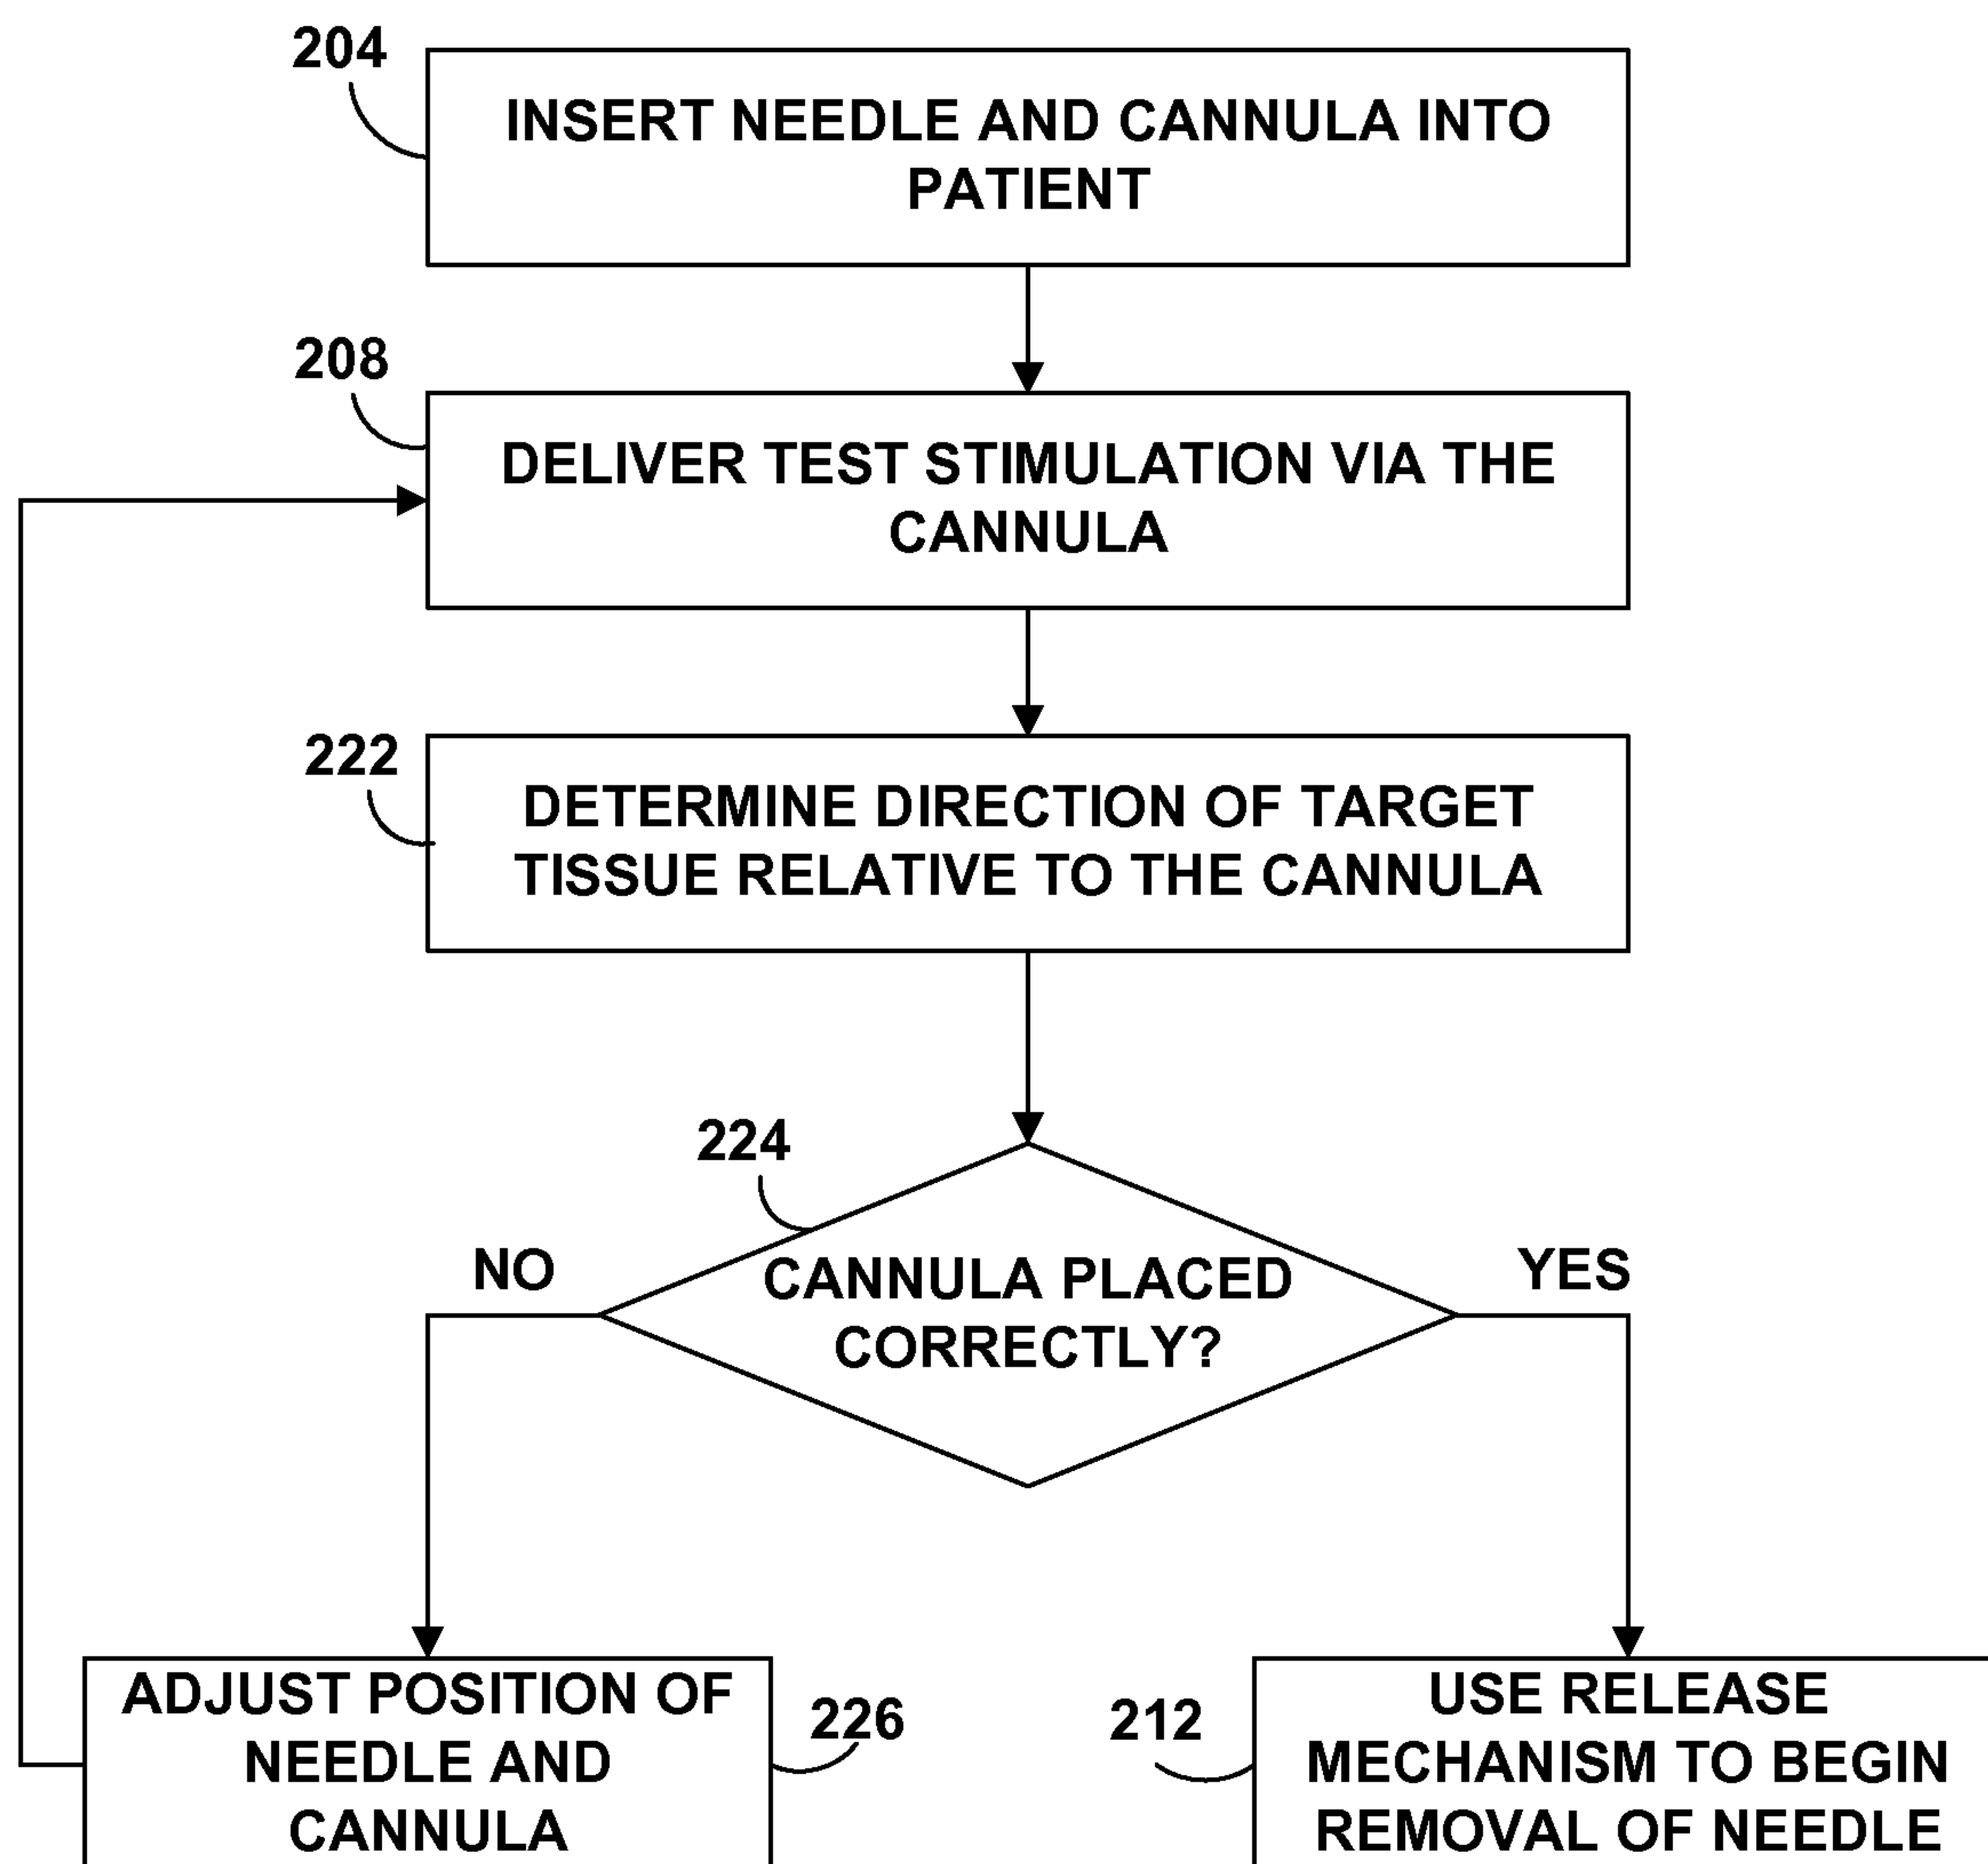 204
INSERT NEEDLE AND CANNULA INTO
PATIENT
208
DELIVER TEST STIMULATION VIA THE
CANNULA
222
DETERMINE DIRECTION OF TARGET
TISSUE RELATIVE TO THE CANNULA
224
CANNULA PLACED
CORRECTLY?
NO
YES
ADJUST POSITION OF
NEEDLE AND
CANNULA
226
212
USE RELEASE
MECHANISM TO BEGIN
REMOVAL OF NEEDLE